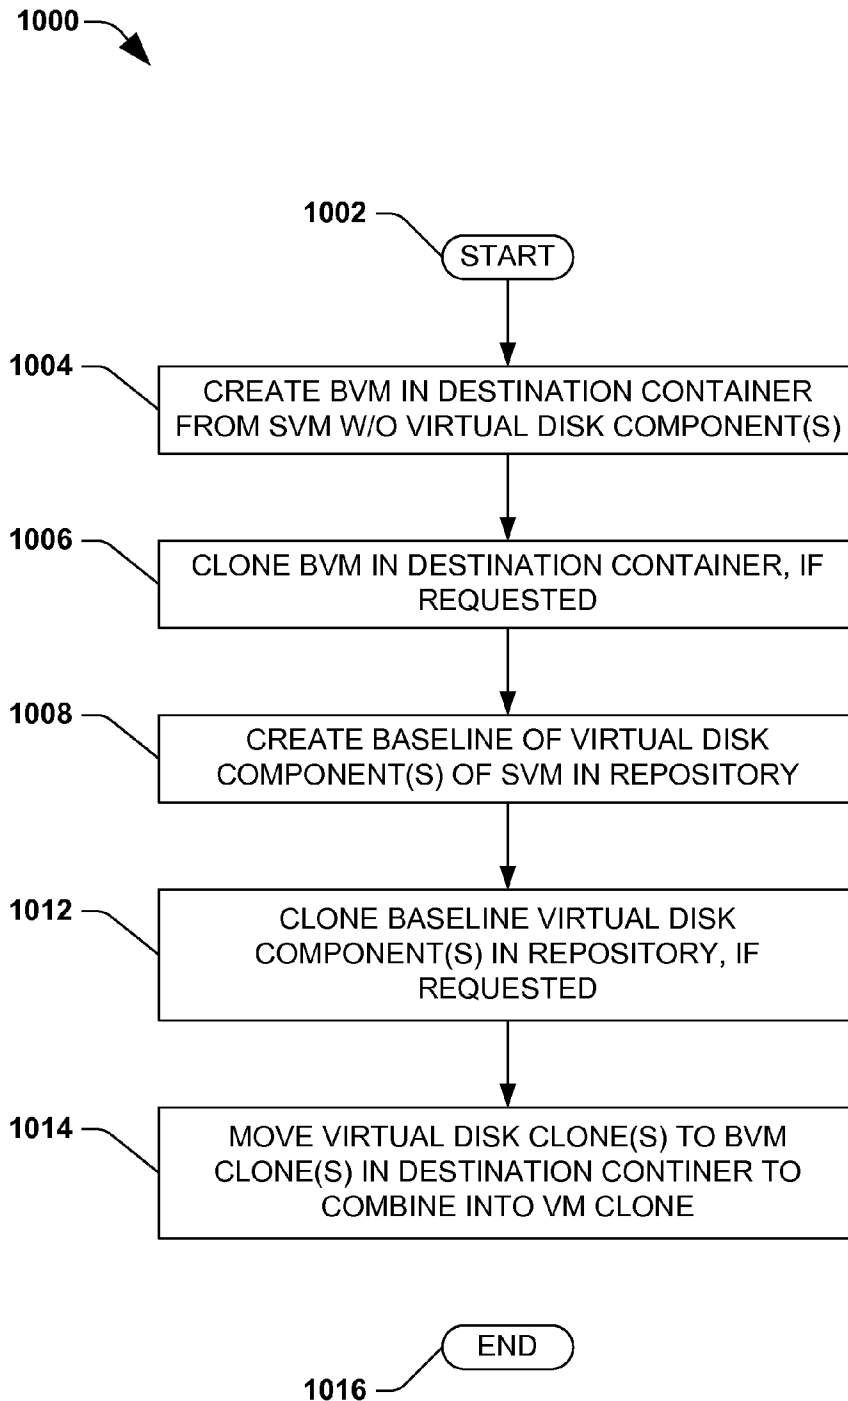 1000
1002
START
1004
CREATE BVM IN DESTINATION CONTAINER
FROM SVM W/O VIRTUAL DISK COMPONENT(S)
1006
CLONE BVM IN DESTINATION CONTAINER, IF
REQUESTED
1008
CREATE BASELINE OF VIRTUAL DISK
COMPONENT(S) OF SVM IN REPOSITORY
1012
CLONE BASELINE VIRTUAL DISK
COMPONENT(S) IN REPOSITORY, IF
REQUESTED
1014
MOVE VIRTUAL DISK CLONE(S) TO BVM
CLONE(S) IN DESTINATION CONTINER TO
COMBINE INTO VM CLONE
END
1016